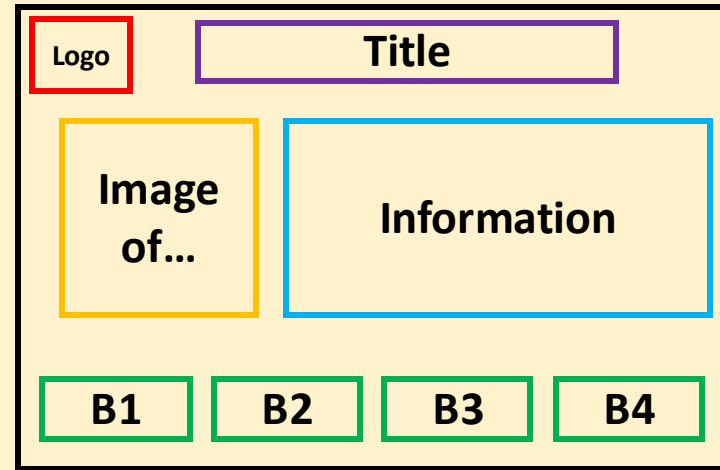 Logo
Title
Image
of...
Information
B1
B2
B3
B4